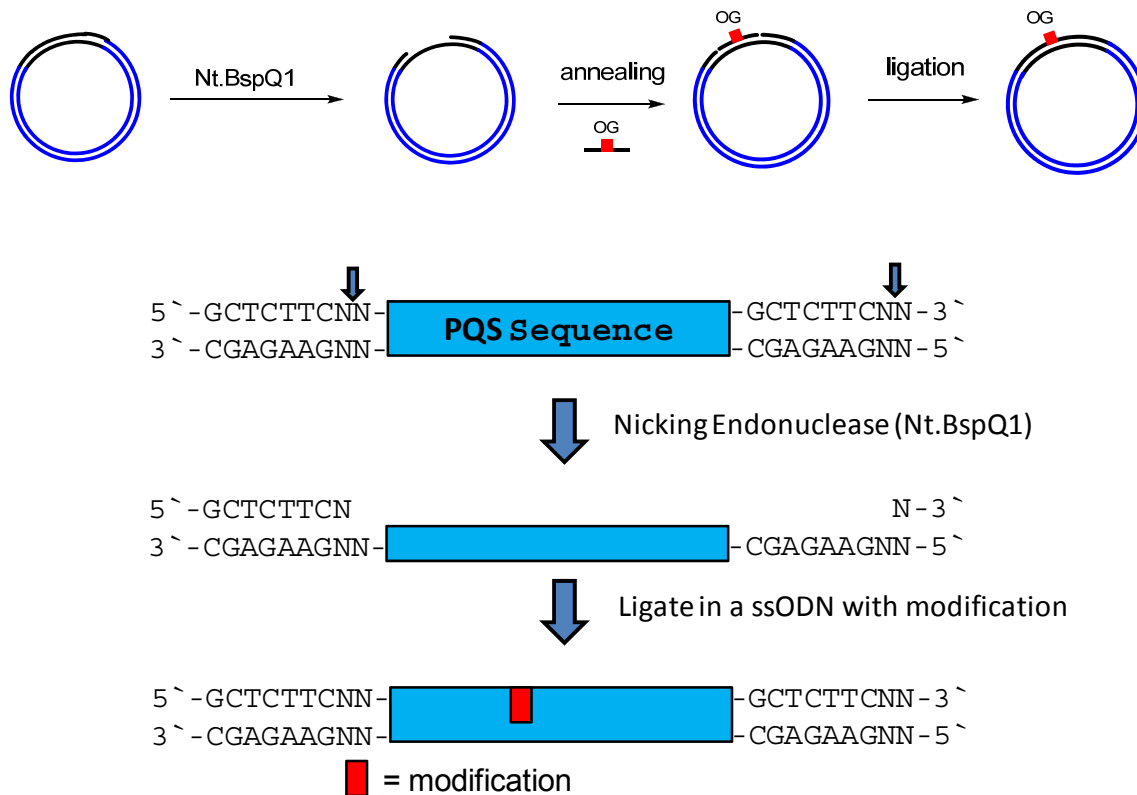 OG
OG
Nt.BspQ1
annealing
ligation
OG
5`-GCTCTTCNN-
PQS Sequence
-GCTCTTCNN-3`
3`-CGAGAAGNN-
-CGAGAAGNN-5`
Nicking Endonuclease (Nt.BspQ1)
5`-GCTCTTCN
N-3`
3`-CGAGAAGNN-
-CGAGAAGNN-5`
Ligate in a ssODN with modification
5`-GCTCTTCNN-
-GCTCTTCNN-3`
3`-CGAGAAGNN-
-CGAGAAGNN-5`
= modification